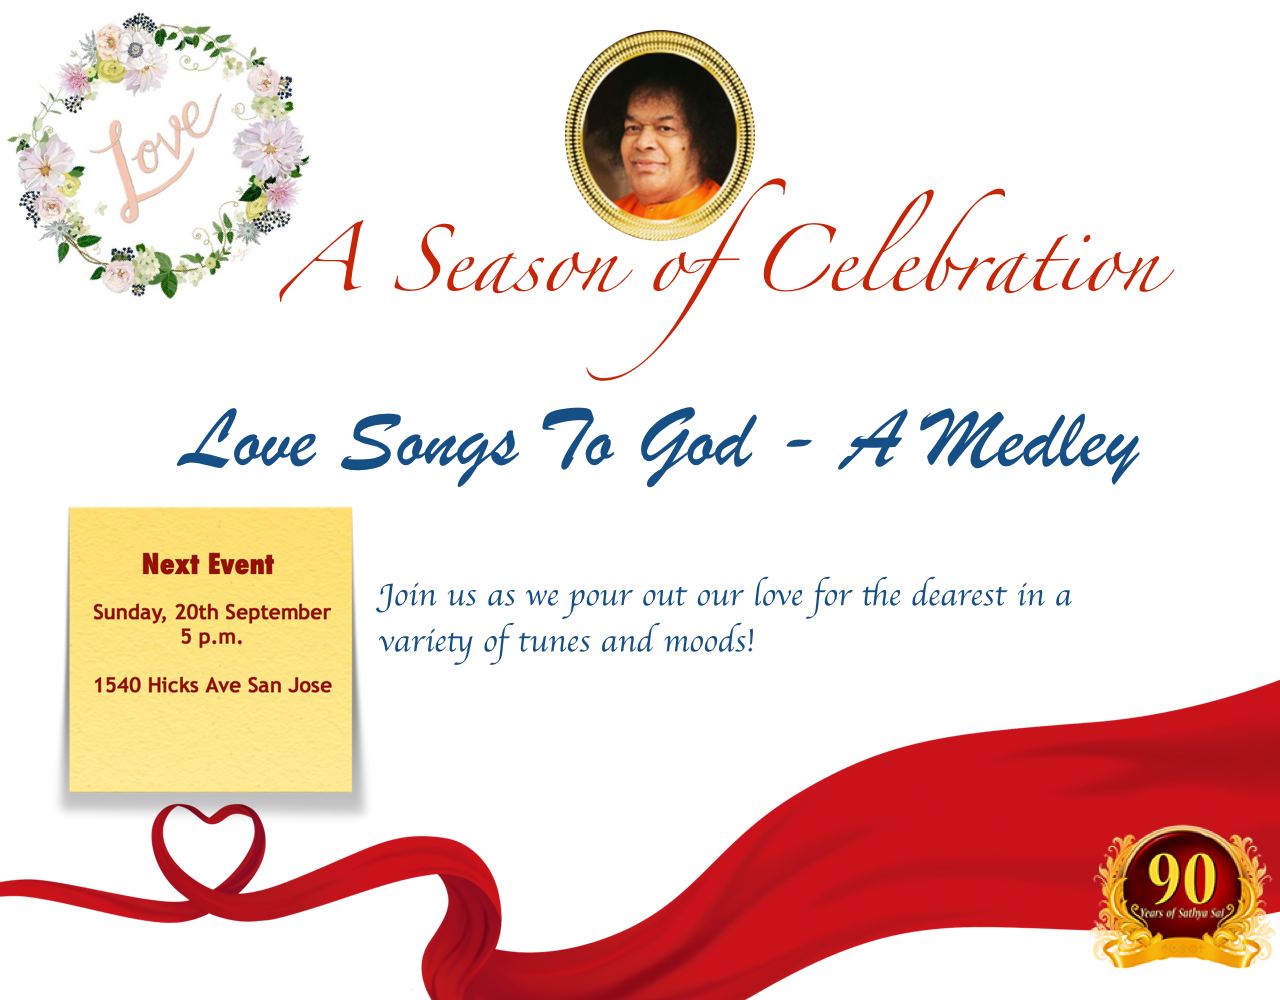 Love
A Season of Celebration
Love Songs To God - A Medley
Next Event
Sunday, 20th September
5 p.m.
1540 Hicks Ave San Jose
Join us as we pour out our love for the dearest in a
variety of tunes and moods!
90
Years of Sathya Sai